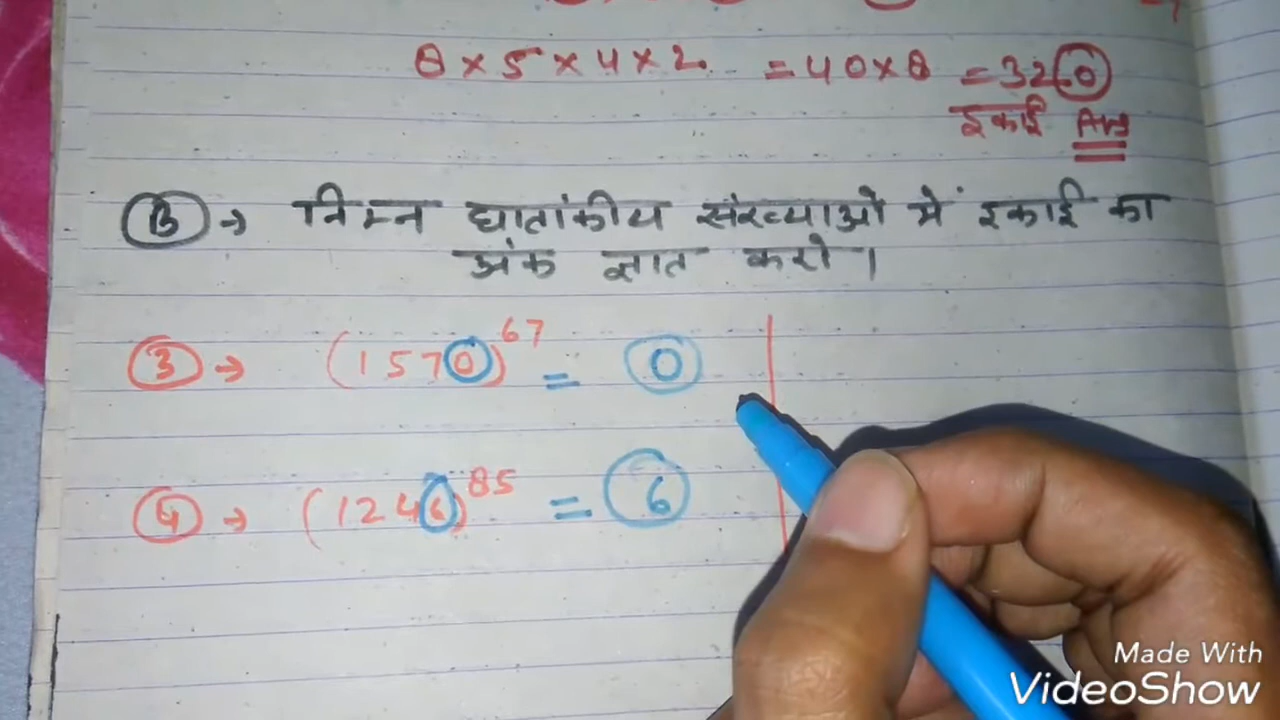 8 × 5 × 4 × 2 = 40 × 8 = 320
इकाई Ans
B → निम्न घातांकीय संख्याओ मे इकाई का
अंक ज्ञात करो।
3 → (1570)^67 = 0
4 → (1246)^85 = 6
Made With
VideoShow